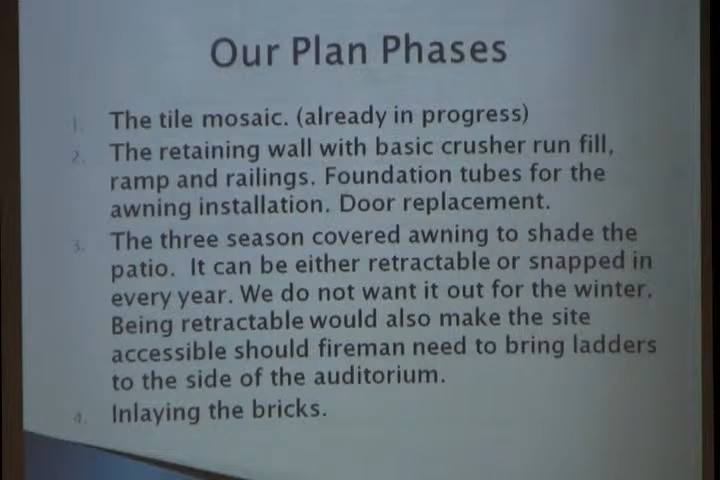 Our Plan Phases
1. The tile mosaic. (already in progress)
2. The retaining wall with basic crusher run fill,
ramp and railings. Foundation tubes for the
awning installation. Door replacement.
3. The three season covered awning to shade the
patio. It can be either retractable or snapped in
every year. We do not want it out for the winter.
Being retractable would also make the site
accessible should fireman need to bring ladders
to the side of the auditorium.
4. Inlaying the bricks.